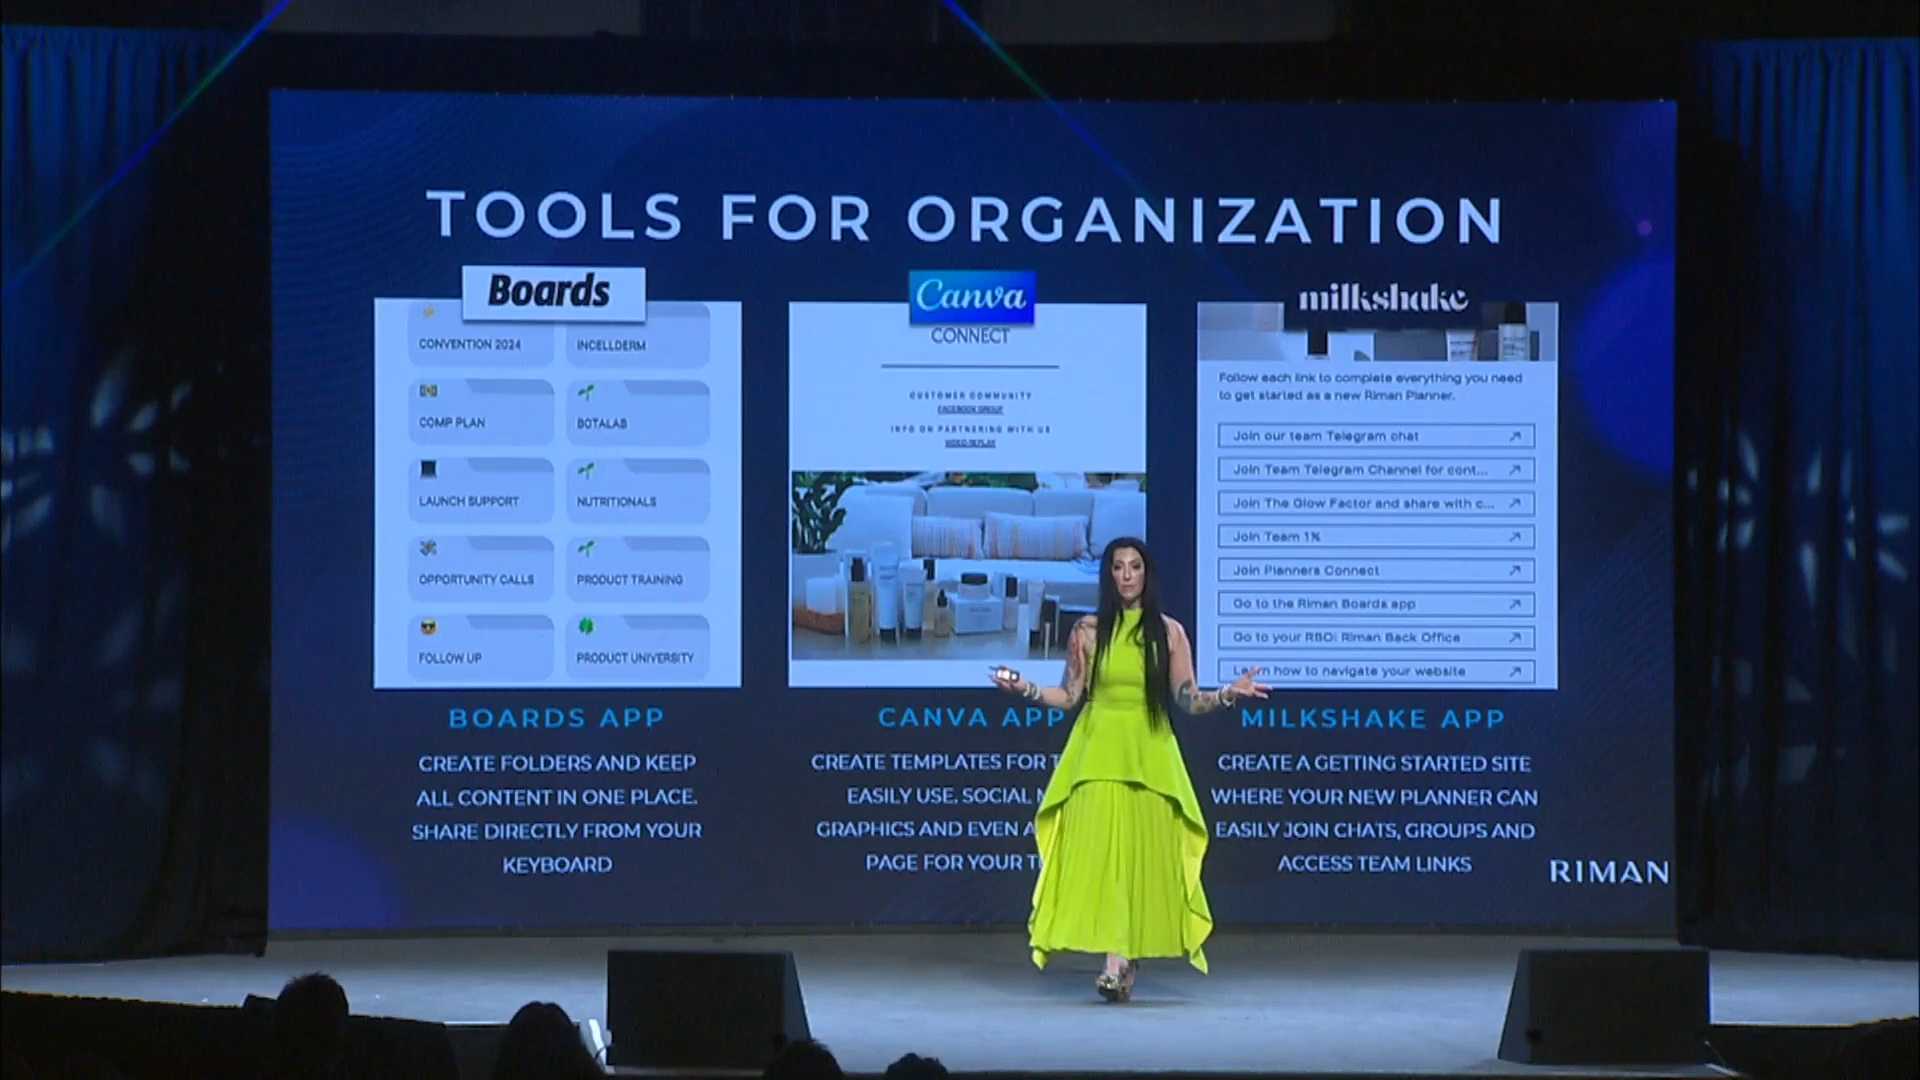 TOOLS FOR ORGANIZATION
Boards
CONVENTION 2024
INCELLDERM
COMP PLAN
BOTALAB
LAUNCH SUPPORT
NUTRITIONALS
OPPORTUNITY CALLS
PRODUCT TRAINING
FOLLOW UP
PRODUCT UNIVERSITY
BOARDS APP
CREATE FOLDERS AND KEEP
ALL CONTENT IN ONE PLACE.
SHARE DIRECTLY FROM YOUR
KEYBOARD
Canva
CONNECT
CUSTOMER COMMUNITY
FACEBOOK GROUP
INFO ON PARTNERING WITH US
VIDEO REPLAY
CANVA APP
CREATE TEMPLATES FOR
EASILY USE. SOCIAL
GRAPHICS AND EVEN
PAGE FOR YOUR
milkshake
Follow each link to complete everything you need
to get started as a new Riman Planner.
Join our team Telegram chat
Join Team Telegram Channel for cont...
Join The Glow Factor and share with c...
Join Team 1%
Join Planners Connect
Go to the Riman Boards app
Go to your RBO: Riman Back Office
Learn how to navigate your website
MILKSHAKE APP
CREATE A GETTING STARTED SITE
WHERE YOUR NEW PLANNER CAN
EASILY JOIN CHATS, GROUPS AND
ACCESS TEAM LINKS
RIMAN